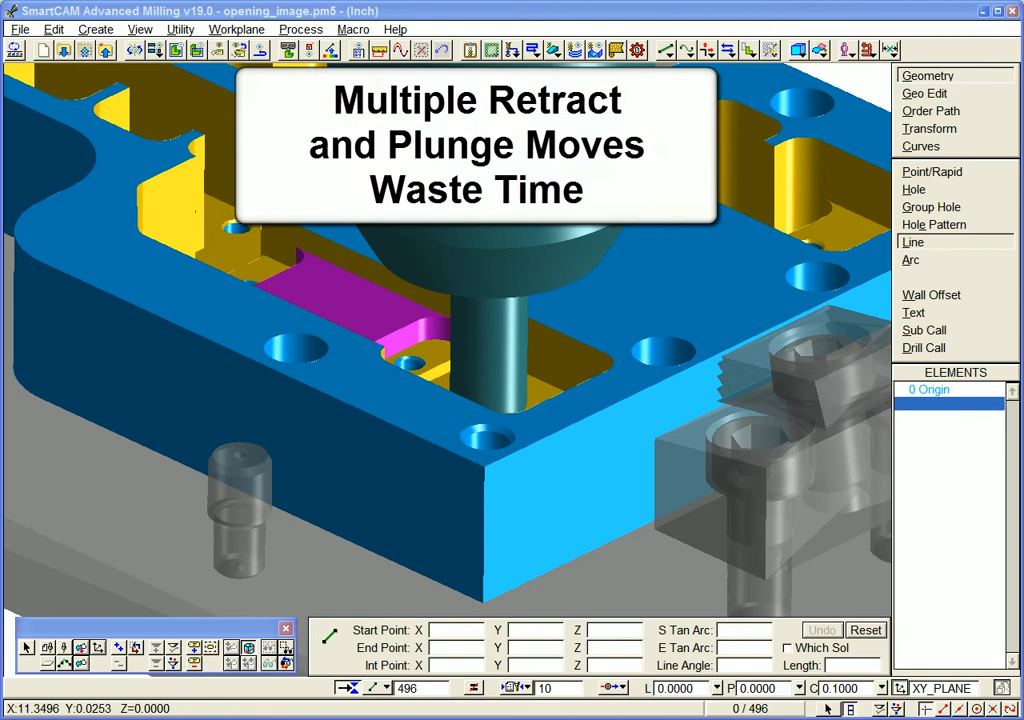 SmartCAM Advanced Milling v19.0 - opening_image.pm5 - (Inch)
File Edit Create View Utility Workplane Process Macro Help
Multiple Retract
and Plunge Moves
Waste Time
Geometry
Geo Edit
Order Path
Transform
Curves
Point/Rapid
Hole
Group Hole
Hole Pattern
Line
Arc
Wall Offset
Text
Sub Call
Drill Call
ELEMENTS
0 Origin
Start Point: X Y Z S Tan Arc: Undo Reset
End Point: X Y Z E Tan Arc: Which Sol
Int Point: X Y Z Line Angle: Length:
496 10 L 0.0000 P 0.0000 C 0.1000 XY_PLANE
X:11.3496 Y:0.0253 Z=0.0000 0 / 496